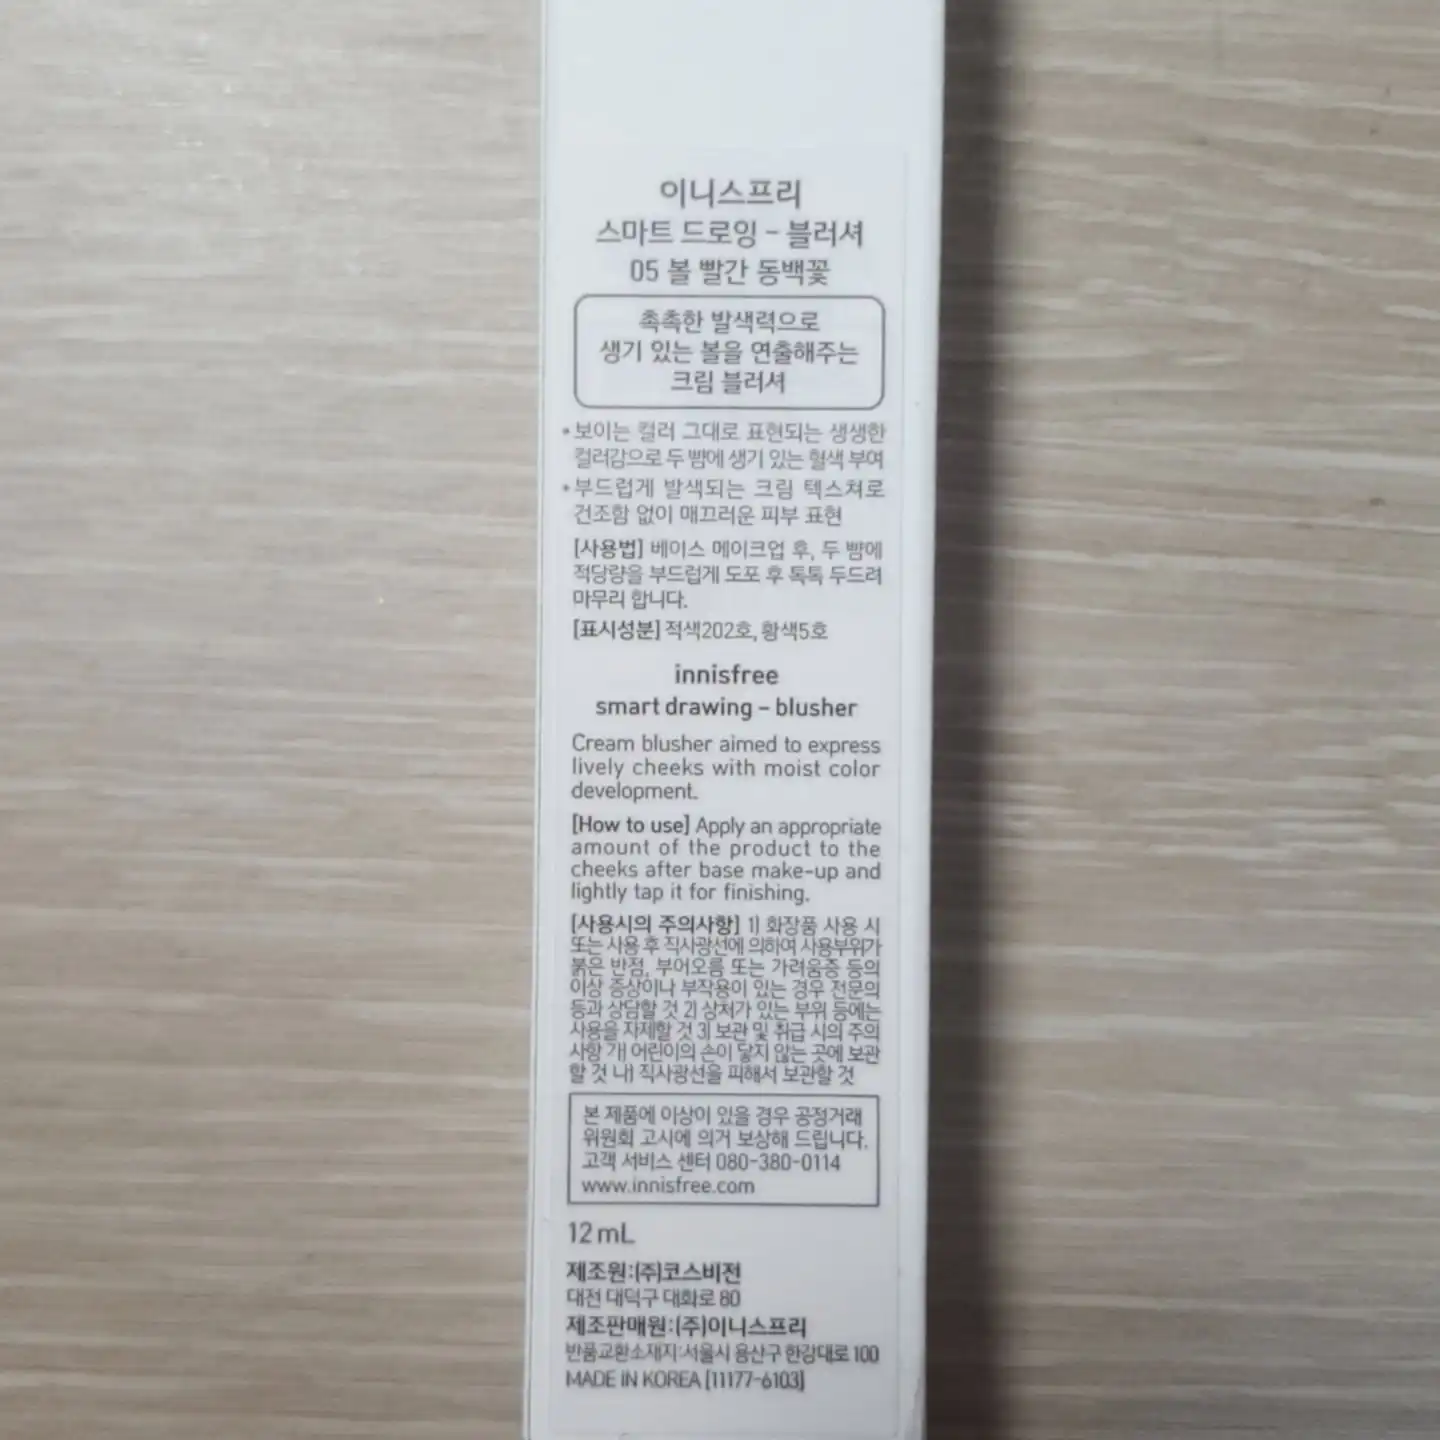 이니스프리
스마트 드로잉 - 블러셔
05 볼 빨간 동백꽃
촉촉한 발색력으로
생기 있는 볼을 연출해주는
크림 블러셔
*보이는 컬러 그대로 표현되는 생생한
컬러감으로 두 뺨에 생기 있는 혈색 부여
*부드럽게 발색되는 크림 텍스쳐로
건조함 없이 매끄러운 피부 표현
[사용법] 베이스 메이크업 후, 두 뺨에
적당량을 부드럽게 도포 후 톡톡 두드려
마무리 합니다.
[표시성분] 적색202호, 황색5호
innisfree
smart drawing - blusher
Cream blusher aimed to express
lively cheeks with moist color
development.
[How to use] Apply an appropriate
amount of the product to the
cheeks after base make-up and
lightly tap it for finishing.
[사용시의 주의사항] 1) 화장품 사용 시
또는 사용 후 직사광선에 의하여 사용부위가
붉은 반점, 부어오름 또는 가려움증 등의
이상 증상이나 부작용이 있는 경우 전문의
등과 상담할 것 2) 상처가 있는 부위 등에는
사용을 자제할 것 3) 보관 및 취급 시의 주의
사항 가) 어린이의 손이 닿지 않는 곳에 보관
할 것 나) 직사광선을 피해서 보관할 것
본 제품에 이상이 있을 경우 공정거래
위원회 고시에 의거 보상해 드립니다.
고객 서비스 센터 080-380-0114
www.innisfree.com
12 mL
제조원:(주)코스비전
대전 대덕구 대화로 80
제조판매원:(주)이니스프리
반품교환소재지:서울시 용산구 한강대로 100
MADE IN KOREA [11177-6103]